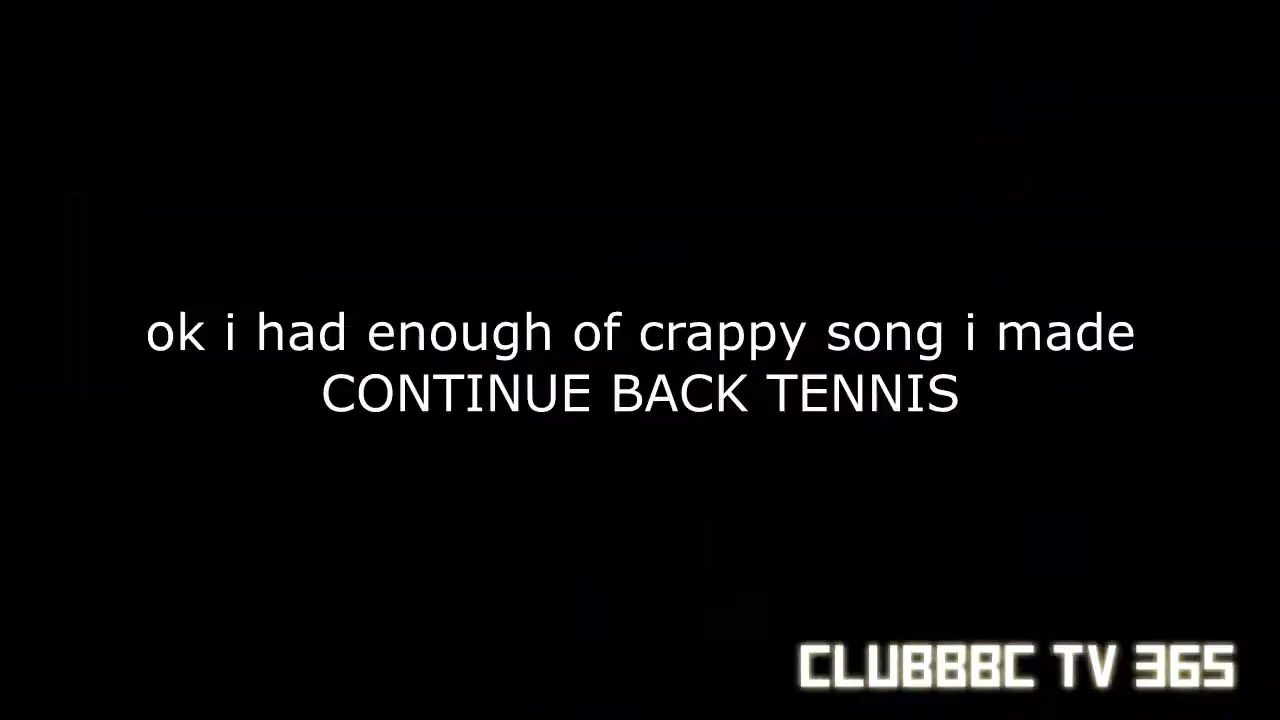 ok i had enough of crappy song i made
CONTINUE BACK TENNIS
CLUBBBC TV 365